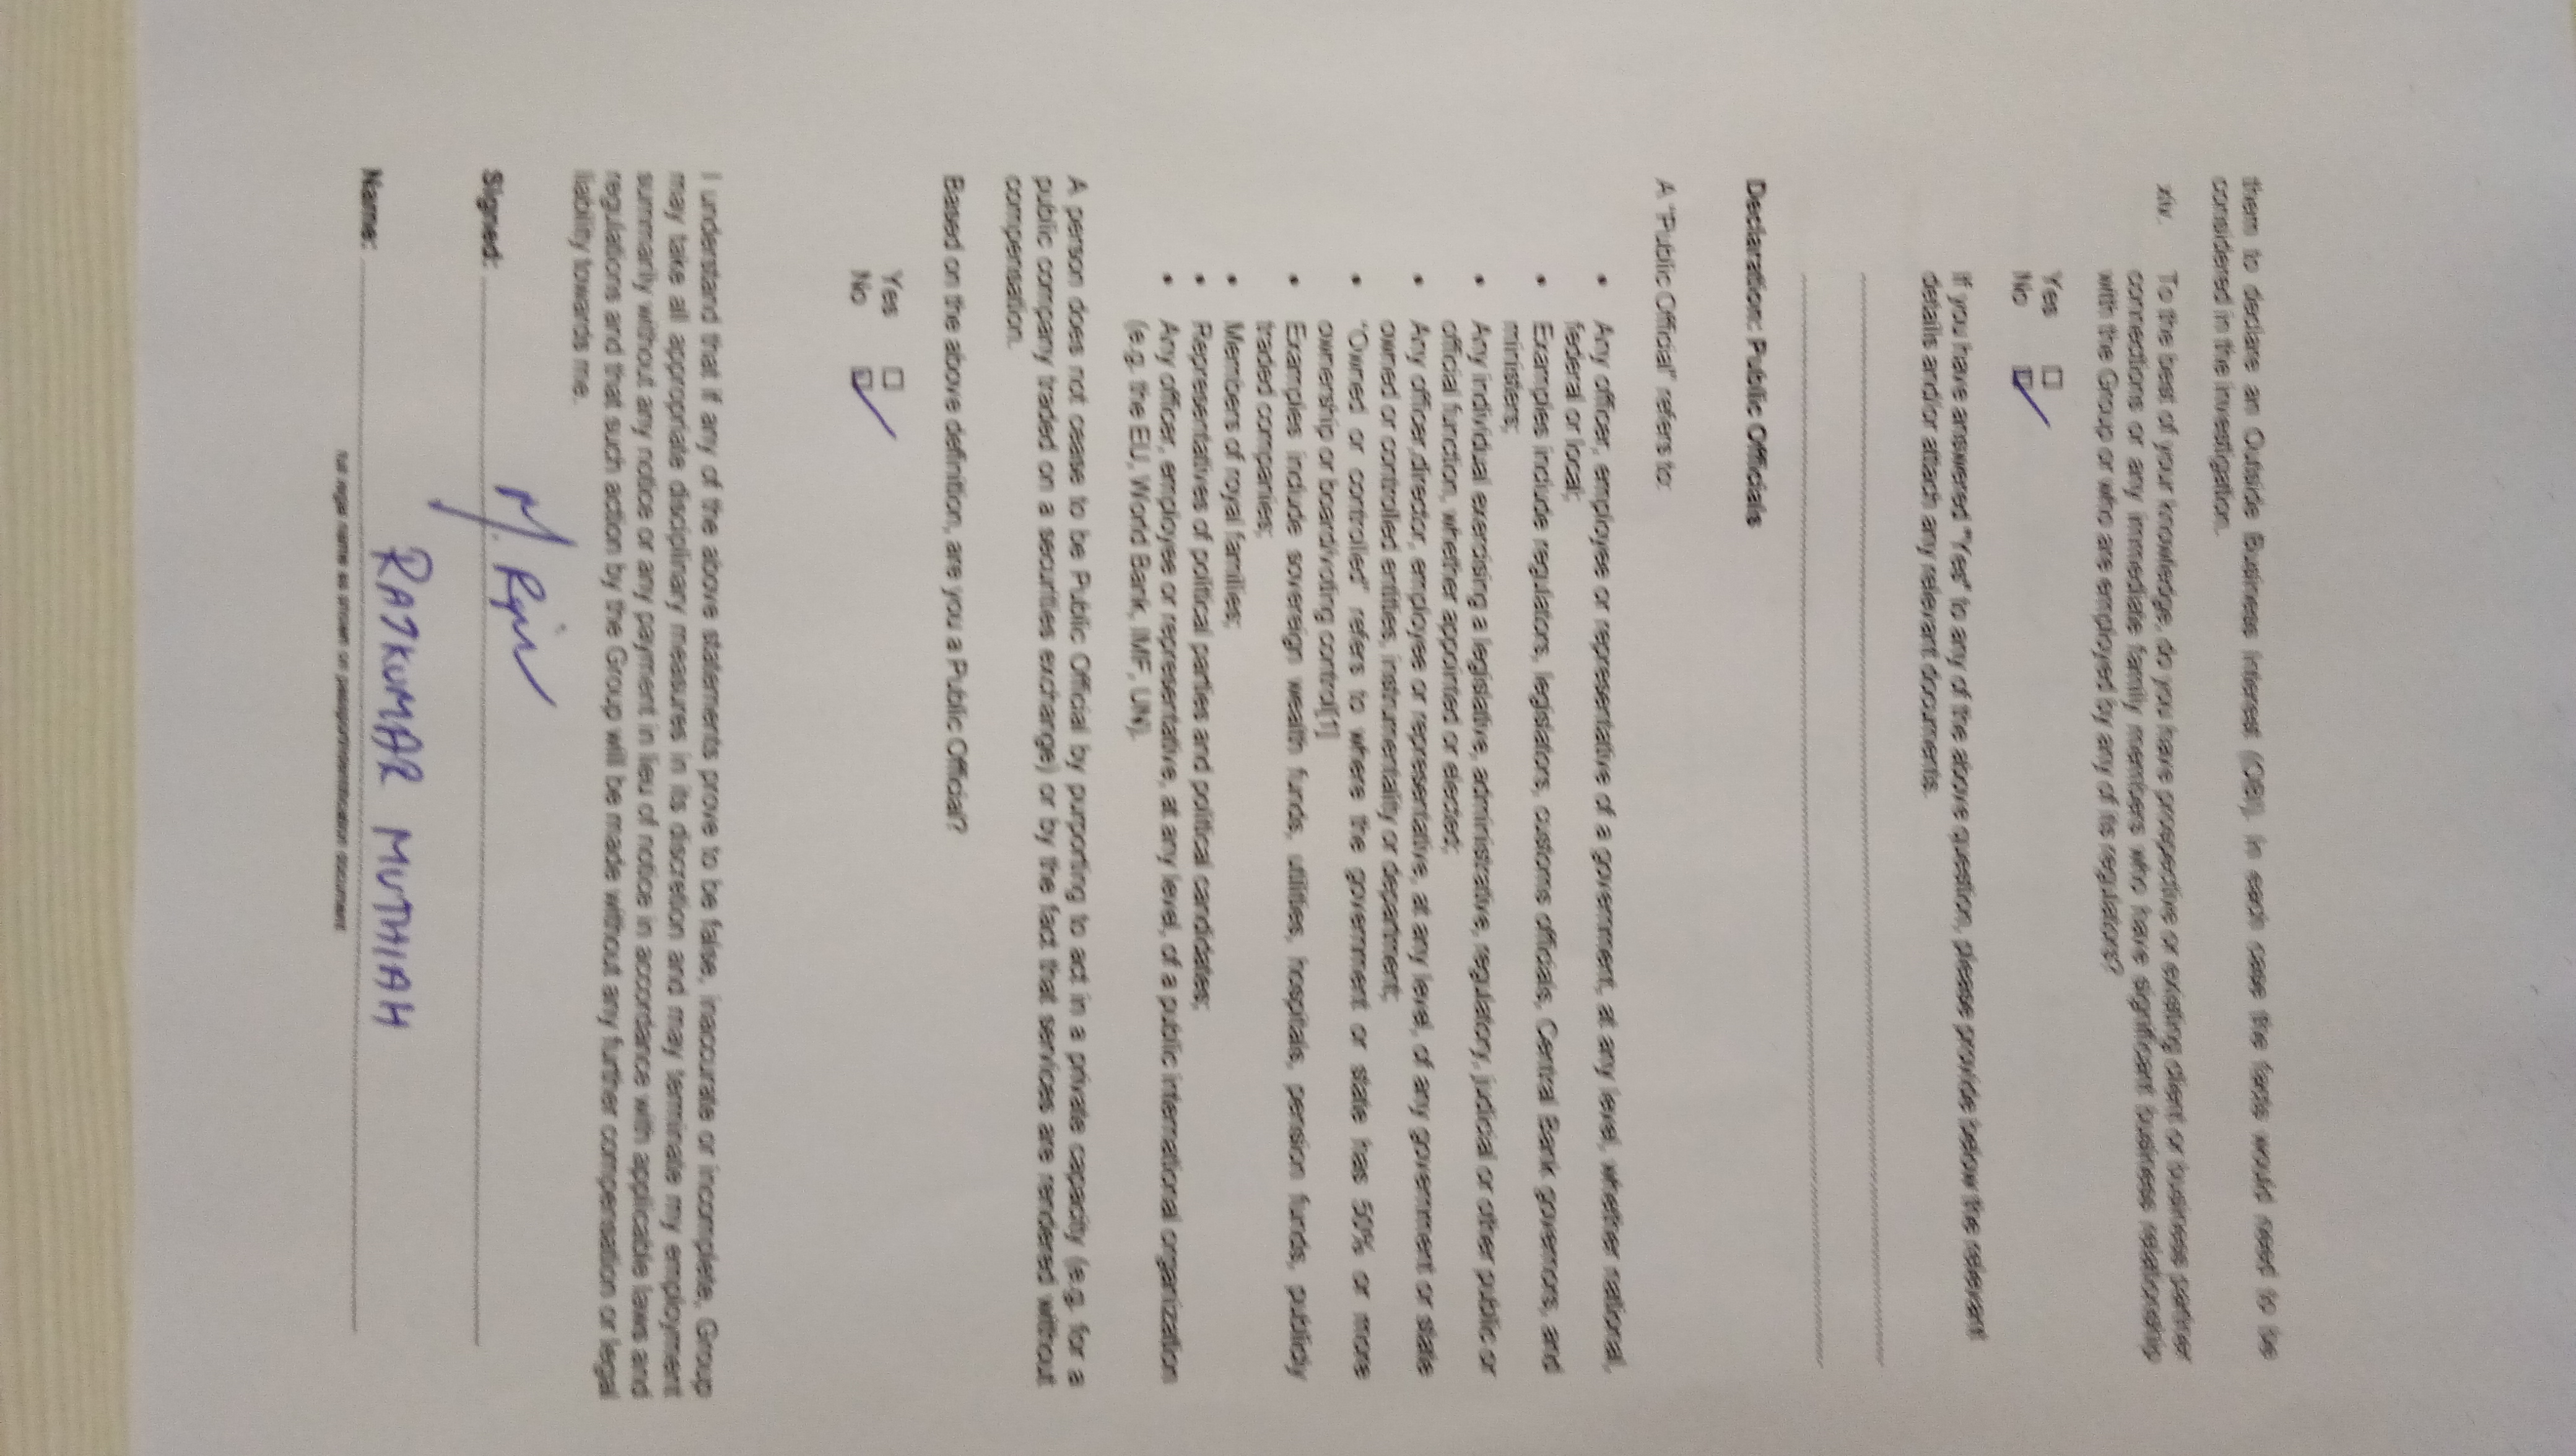 them to declare an Outside Business Interest (OBI). In each case the facts would need to be
considered in the investigation.
xiv. To the best of your knowledge, do you have prospective or existing client or business partner
connections or any immediate family members who have significant business relationship
with the Group or who are employed by any of its regulators?
Yes ☐
No ☑
If you have answered "Yes" to any of the above question, please provide below the relevant
details and/or attach any relevant documents.
Declaration: Public Officials
A "Public Official" refers to:
• Any officer, employee or representative of a government, at any level, whether national,
federal or local;
• Examples include regulators, legislators, customs officials, Central Bank governors, and
ministers;
• Any individual exercising a legislative, administrative, regulatory, judicial or other public or
official function, whether appointed or elected;
• Any officer,director, employee or representative, at any level, of any government or state
owned or controlled entities, instrumentality or department;
• "Owned or controlled" refers to where the government or state has 50% or more
ownership or board/voting control[1]
• Examples include sovereign wealth funds, utilities, hospitals, pension funds, publicly
traded companies;
• Members of royal families;
• Representatives of political parties and political candidates;
• Any officer, employee or representative, at any level, of a public international organization
(e.g. the EU, World Bank, IMF, UN).
A person does not cease to be Public Official by purporting to act in a private capacity (e.g. for a
public company traded on a securities exchange) or by the fact that services are rendered without
compensation.
Based on the above definition, are you a Public Official?
Yes ☐
No ☑
I understand that if any of the above statements prove to be false, inaccurate or incomplete, Group
may take all appropriate disciplinary measures in its discretion and may terminate my employment
summarily without any notice or any payment in lieu of notice in accordance with applicable laws and
regulations and that such action by the Group will be made without any further compensation or legal
liability towards me.
Signed: M.
Name: RAJKUMAR MUTHIAH
full legal name as shown on passport/identification document